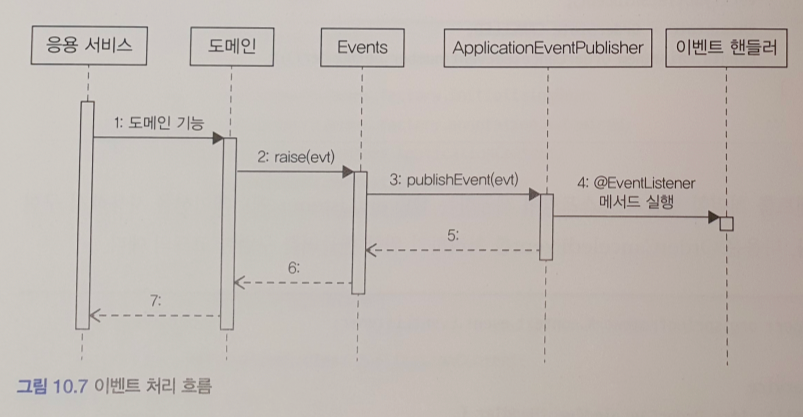 응용 서비스
도메인
Events
ApplicationEventPublisher
이벤트 핸들러
1: 도메인 기능
2: raise(evt)
3: publishEvent(evt)
4: @EventListener
메서드 실행
5:
6:
7:
그림 10.7 이벤트 처리 흐름